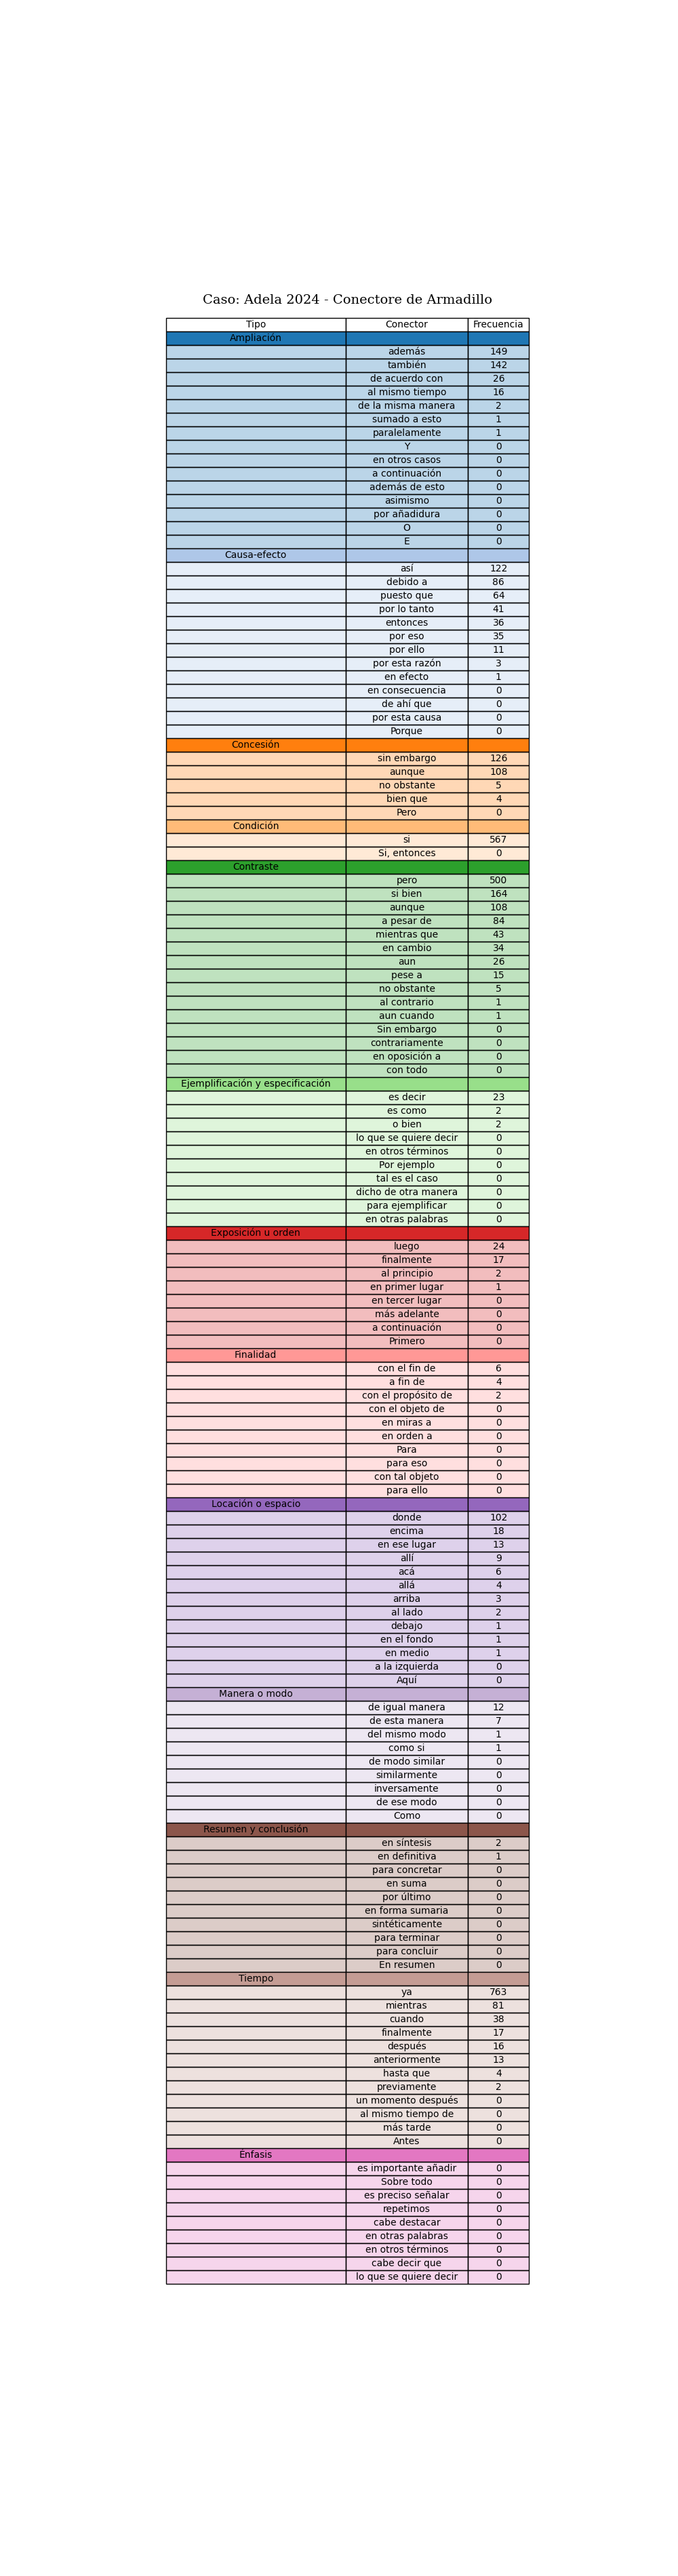 Caso: Adela 2024 - Conectore de Armadillo
Tipo Conector Frecuencia
Ampliación
además 149
también 142
de acuerdo con 26
al mismo tiempo 16
de la misma manera 2
sumado a esto 1
paralelamente 1
Y 0
en otros casos 0
a continuación 0
además de esto 0
asimismo 0
por añadidura 0
O 0
E 0
Causa-efecto
así 122
debido a 86
puesto que 64
por lo tanto 41
entonces 36
por eso 35
por ello 11
por esta razón 3
en efecto 1
en consecuencia 0
de ahí que 0
por esta causa 0
Porque 0
Concesión
sin embargo 126
aunque 108
no obstante 5
bien que 4
Pero 0
Condición
si 567
Si, entonces 0
Contraste
pero 500
si bien 164
aunque 108
a pesar de 84
mientras que 43
en cambio 34
aun 26
pese a 15
no obstante 5
al contrario 1
aun cuando 1
Sin embargo 0
contrariamente 0
en oposición a 0
con todo 0
Ejemplificación y especificación
es decir 23
es como 2
o bien 2
lo que se quiere decir 0
en otros términos 0
Por ejemplo 0
tal es el caso 0
dicho de otra manera 0
para ejemplificar 0
en otras palabras 0
Exposición u orden
luego 24
finalmente 17
al principio 2
en primer lugar 1
en tercer lugar 0
más adelante 0
a continuación 0
Primero 0
Finalidad
con el fin de 6
a fin de 4
con el propósito de 2
con el objeto de 0
en miras a 0
en orden a 0
Para 0
para eso 0
con tal objeto 0
para ello 0
Locación o espacio
donde 102
encima 18
en ese lugar 13
allí 9
acá 6
allá 4
arriba 3
al lado 2
debajo 1
en el fondo 1
en medio 1
a la izquierda 0
Aquí 0
Manera o modo
de igual manera 12
de esta manera 7
del mismo modo 1
como si 1
de modo similar 0
similarmente 0
inversamente 0
de ese modo 0
Como 0
Resumen y conclusión
en síntesis 2
en definitiva 1
para concretar 0
en suma 0
por último 0
en forma sumaria 0
sintéticamente 0
para terminar 0
para concluir 0
En resumen 0
Tiempo
ya 763
mientras 81
cuando 38
finalmente 17
después 16
anteriormente 13
hasta que 4
previamente 2
un momento después 0
al mismo tiempo de 0
más tarde 0
Antes 0
Énfasis
es importante añadir 0
Sobre todo 0
es preciso señalar 0
repetimos 0
cabe destacar 0
en otras palabras 0
en otros términos 0
cabe decir que 0
lo que se quiere decir 0